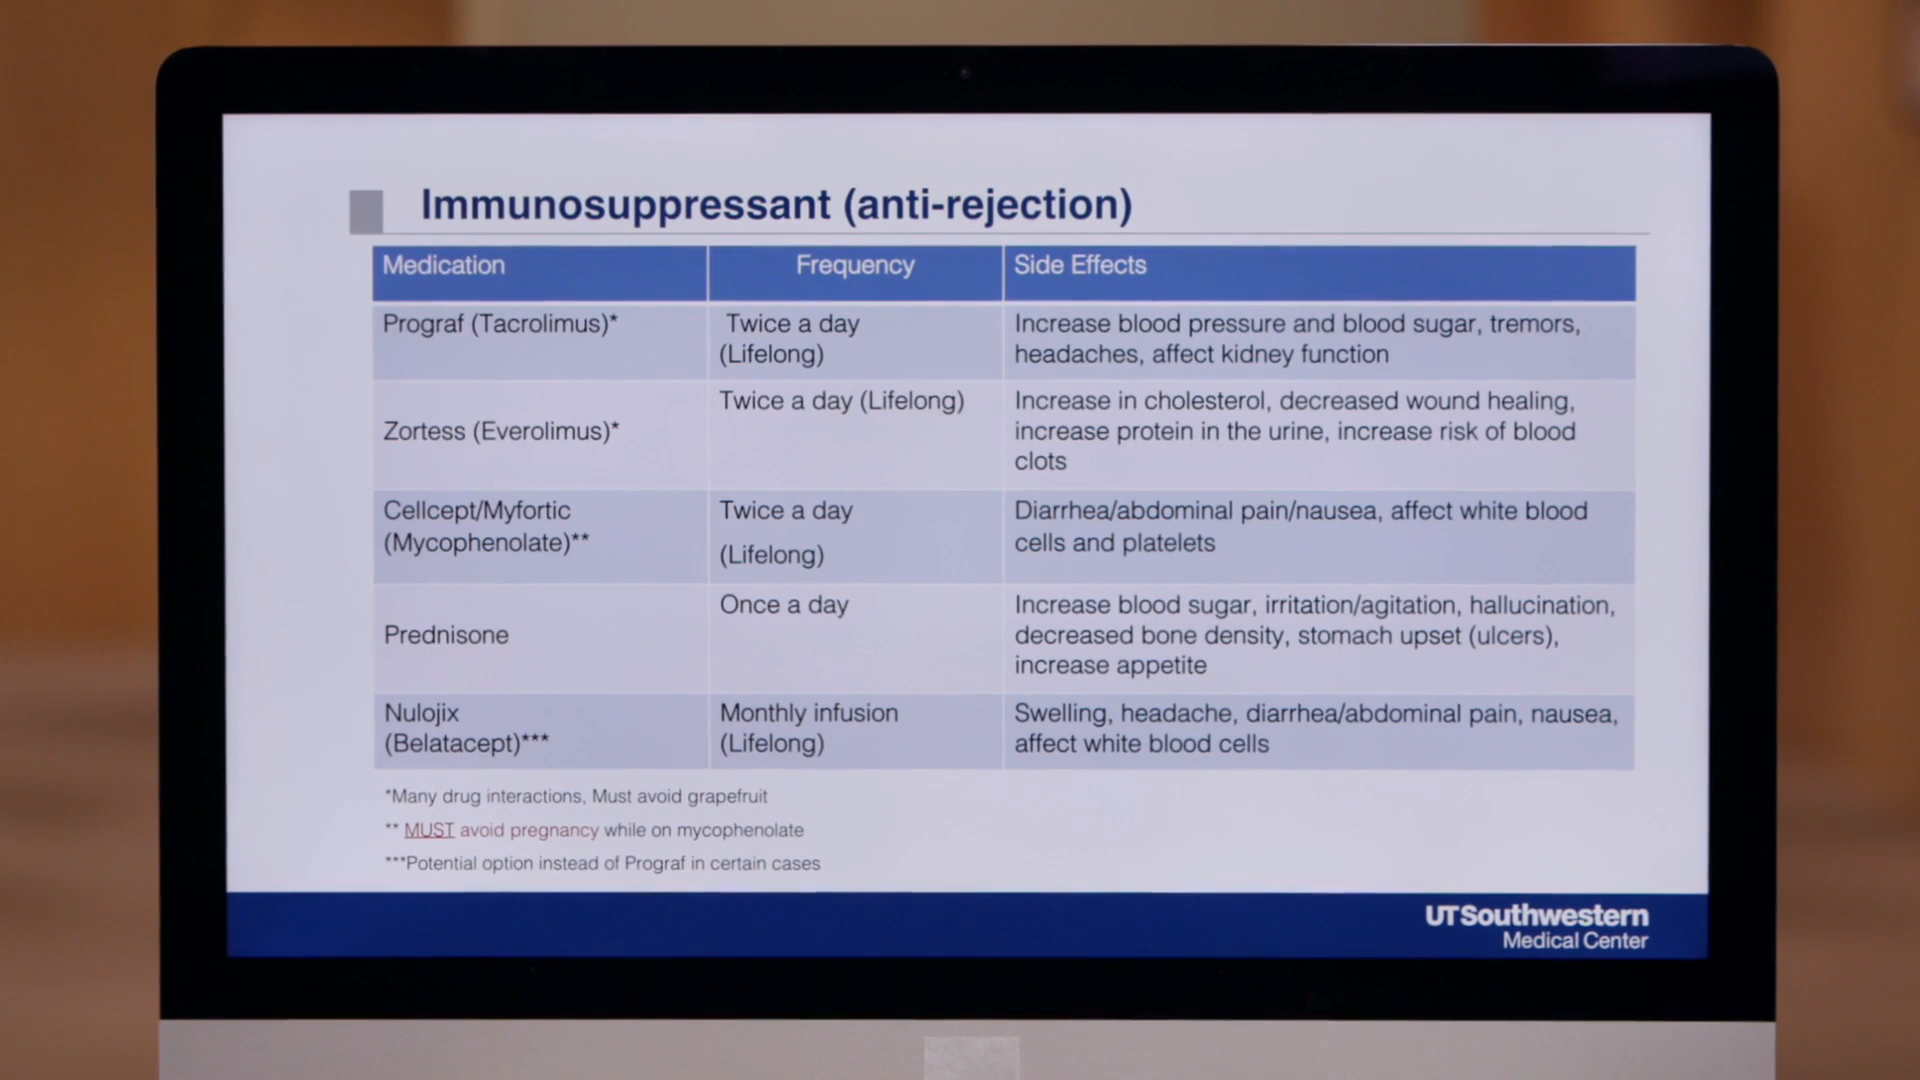 Immunosuppressant (anti-rejection)
Medication
Frequency
Side Effects
Prograf (Tacrolimus)*
Twice a day
(Lifelong)
Increase blood pressure and blood sugar, tremors,
headaches, affect kidney function
Zortess (Everolimus)*
Twice a day (Lifelong)
Increase in cholesterol, decreased wound healing,
increase protein in the urine, increase risk of blood
clots
Cellcept/Myfortic
(Mycophenolate)**
Twice a day
(Lifelong)
Diarrhea/abdominal pain/nausea, affect white blood
cells and platelets
Prednisone
Once a day
Increase blood sugar, irritation/agitation, hallucination,
decreased bone density, stomach upset (ulcers),
increase appetite
Nulojix
(Belatacept)***
Monthly infusion
(Lifelong)
Swelling, headache, diarrhea/abdominal pain, nausea,
affect white blood cells
*Many drug interactions, Must avoid grapefruit
** MUST avoid pregnancy while on mycophenolate
***Potential option instead of Prograf in certain cases
UTSouthwestern
Medical Center